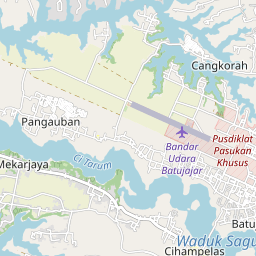 Cangkorah
Pangauban
Bandar
Udara
Batujajar
Pusdiklat
Pasukan
Khusus
Mekarjaya
Ci Tarum
Batu
Waduk Sagu
Cihampelas